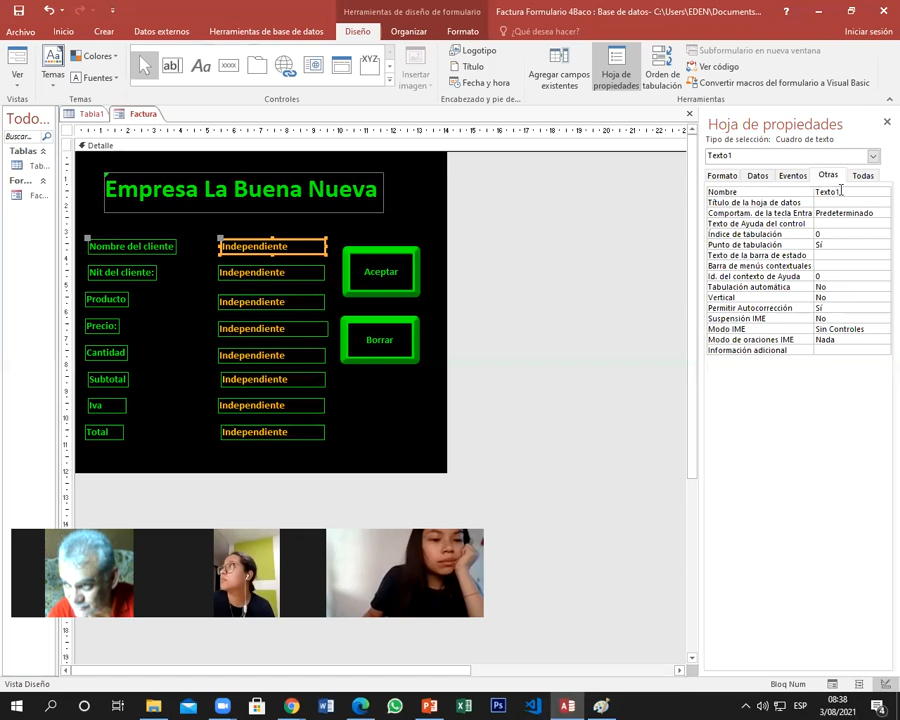 Herramientas de diseño de formulario
Factura Formulario 4Baco : Base de datos- C:\Users\EDEN\Documents...
?
Archivo
Inicio
Crear
Datos externos
Herramientas de base de datos
Diseño
Organizar
Formato
¿Qué desea hacer?
Iniciar sesión
Ver
Temas
Colores
Fuentes
ab|
Aa
xxxx
XYZ
Insertar
imagen
Logotipo
Título
Fecha y hora
Agregar campos
existentes
Hoja de
propiedades
Orden de
tabulación
Subformulario en nueva ventana
Ver código
Convertir macros del formulario a Visual Basic
Vistas
Temas
Controles
Encabezado y pie de...
Herramientas
Todo...
Buscar...
Tablas
Tab...
For...
Fac...
Tabla1
Factura
Detalle
Empresa La Buena Nueva
Nombre del cliente
Independiente
Nit del cliente:
Independiente
Aceptar
Producto
Independiente
Precio:
Independiente
Borrar
Cantidad
Independiente
Subtotal
Independiente
Iva
Independiente
Total
Independiente
Hoja de propiedades
Tipo de selección: Cuadro de texto
Texto1
Formato
Datos
Eventos
Otras
Todas
Nombre Texto1
Título de la hoja de datos
Comportam. de la tecla Entra Predeterminado
Texto de Ayuda del control
Índice de tabulación 0
Punto de tabulación Sí
Texto de la barra de estado
Barra de menús contextuales
Id. del contexto de Ayuda 0
Tabulación automática No
Vertical No
Permitir Autocorrección Sí
Suspensión IME No
Modo IME Sin Controles
Modo de oraciones IME Nada
Información adicional
Vista Diseño
Bloq Num
ESP
08:38
3/08/2021
4